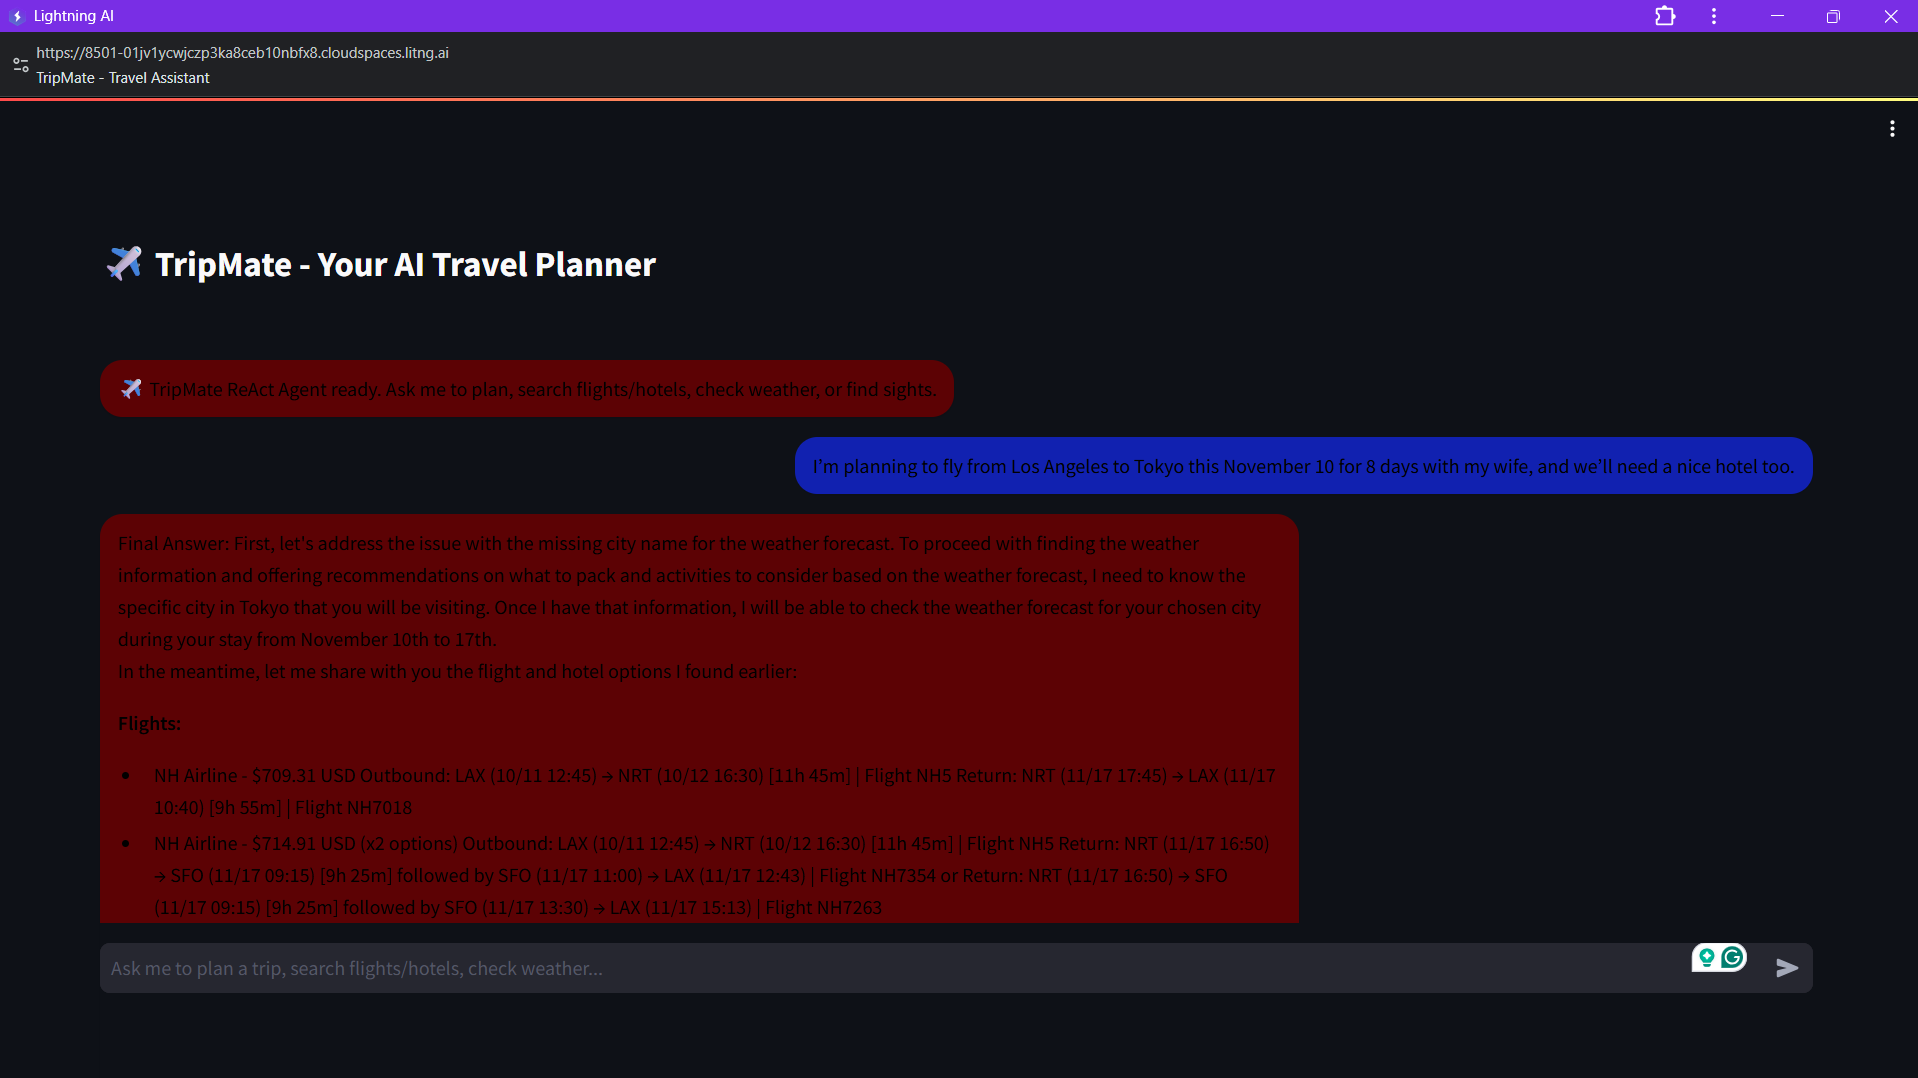 Lightning AI
https://8501-01jv1ycwjczp3ka8ceb10nbfx8.cloudspaces.litng.ai
TripMate - Travel Assistant
TripMate - Your AI Travel Planner
TripMate ReAct Agent ready. Ask me to plan, search flights/hotels, check weather, or find sights.
I'm planning to fly from Los Angeles to Tokyo this November 10 for 8 days with my wife, and we'll need a nice hotel too.
Final Answer: First, let's address the issue with the missing city name for the weather forecast. To proceed with finding the weather
information and offering recommendations on what to pack and activities to consider based on the weather forecast, I need to know the
specific city in Tokyo that you will be visiting. Once I have that information, I will be able to check the weather forecast for your chosen city
during your stay from November 10th to 17th.
In the meantime, let me share with you the flight and hotel options I found earlier:
Flights:
• NH Airline - $709.31 USD Outbound: LAX (10/11 12:45) → NRT (10/12 16:30) [11h 45m] | Flight NH5 Return: NRT (11/17 17:45) → LAX (11/17
10:40) [9h 55m] | Flight NH7018
• NH Airline - $714.91 USD (x2 options) Outbound: LAX (10/11 12:45) → NRT (10/12 16:30) [11h 45m] | Flight NH5 Return: NRT (11/17 16:50)
→ SFO (11/17 09:15) [9h 25m] followed by SFO (11/17 11:00) → LAX (11/17 12:43) | Flight NH7354 or Return: NRT (11/17 16:50) → SFO
(11/17 09:15) [9h 25m] followed by SFO (11/17 13:30) → LAX (11/17 15:13) | Flight NH7263
Ask me to plan a trip, search flights/hotels, check weather...